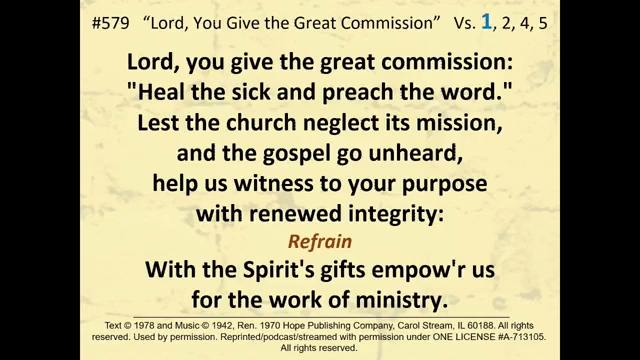 #579 “Lord, You Give the Great Commission” Vs. 1, 2, 4, 5
Lord, you give the great commission:
"Heal the sick and preach the word."
Lest the church neglect its mission,
and the gospel go unheard,
help us witness to your purpose
with renewed integrity:
Refrain
With the Spirit's gifts empow'r us
for the work of ministry.
Text © 1978 and Music © 1942, Ren. 1970 Hope Publishing Company, Carol Stream, IL 60188. All rights
reserved. Used by permission. Reprinted/podcast/streamed with permission under ONE LICENSE #A-713105.
All rights reserved.